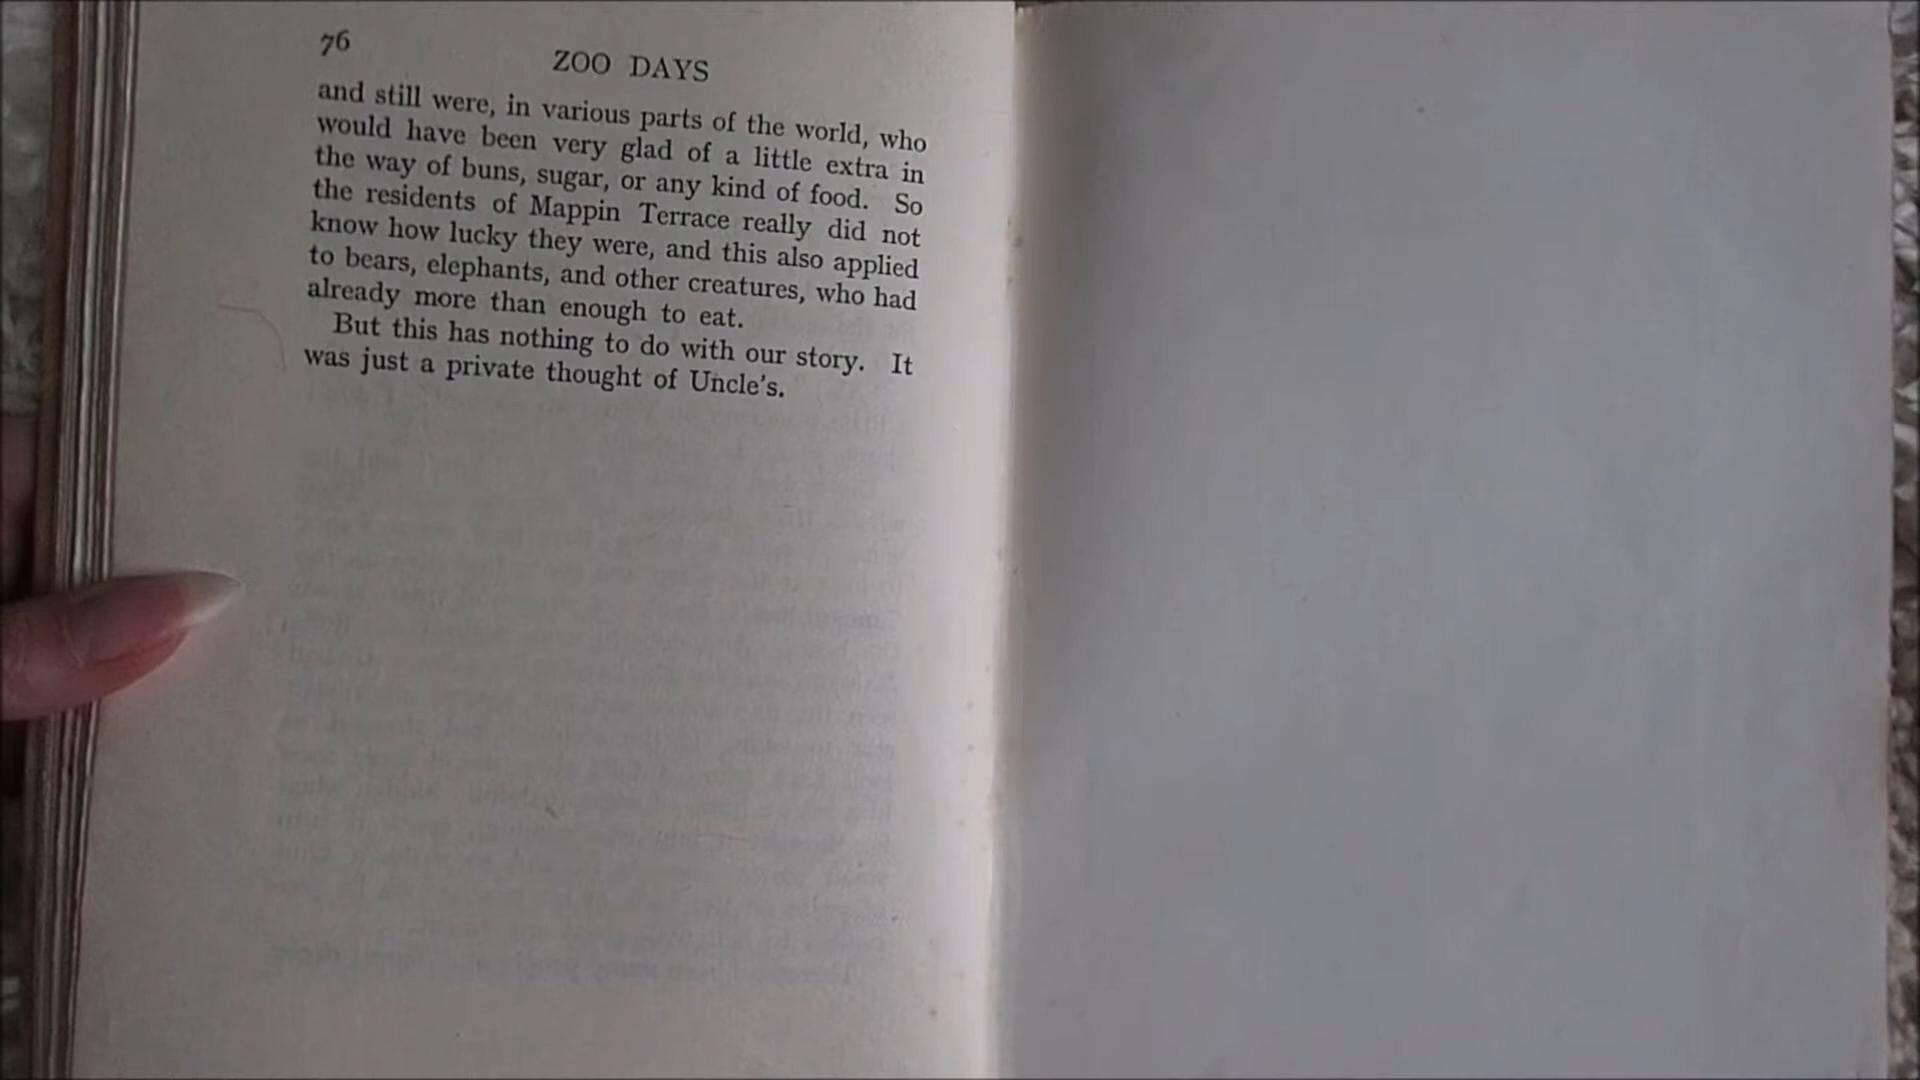 76
ZOO DAYS
and still were, in various parts of the world, who
would have been very glad of a little extra in
the way of buns, sugar, or any kind of food. So
the residents of Mappin Terrace really did not
know how lucky they were, and this also applied
to bears, elephants, and other creatures, who had
already more than enough to eat.
But this has nothing to do with our story. It
was just a private thought of Uncle's.